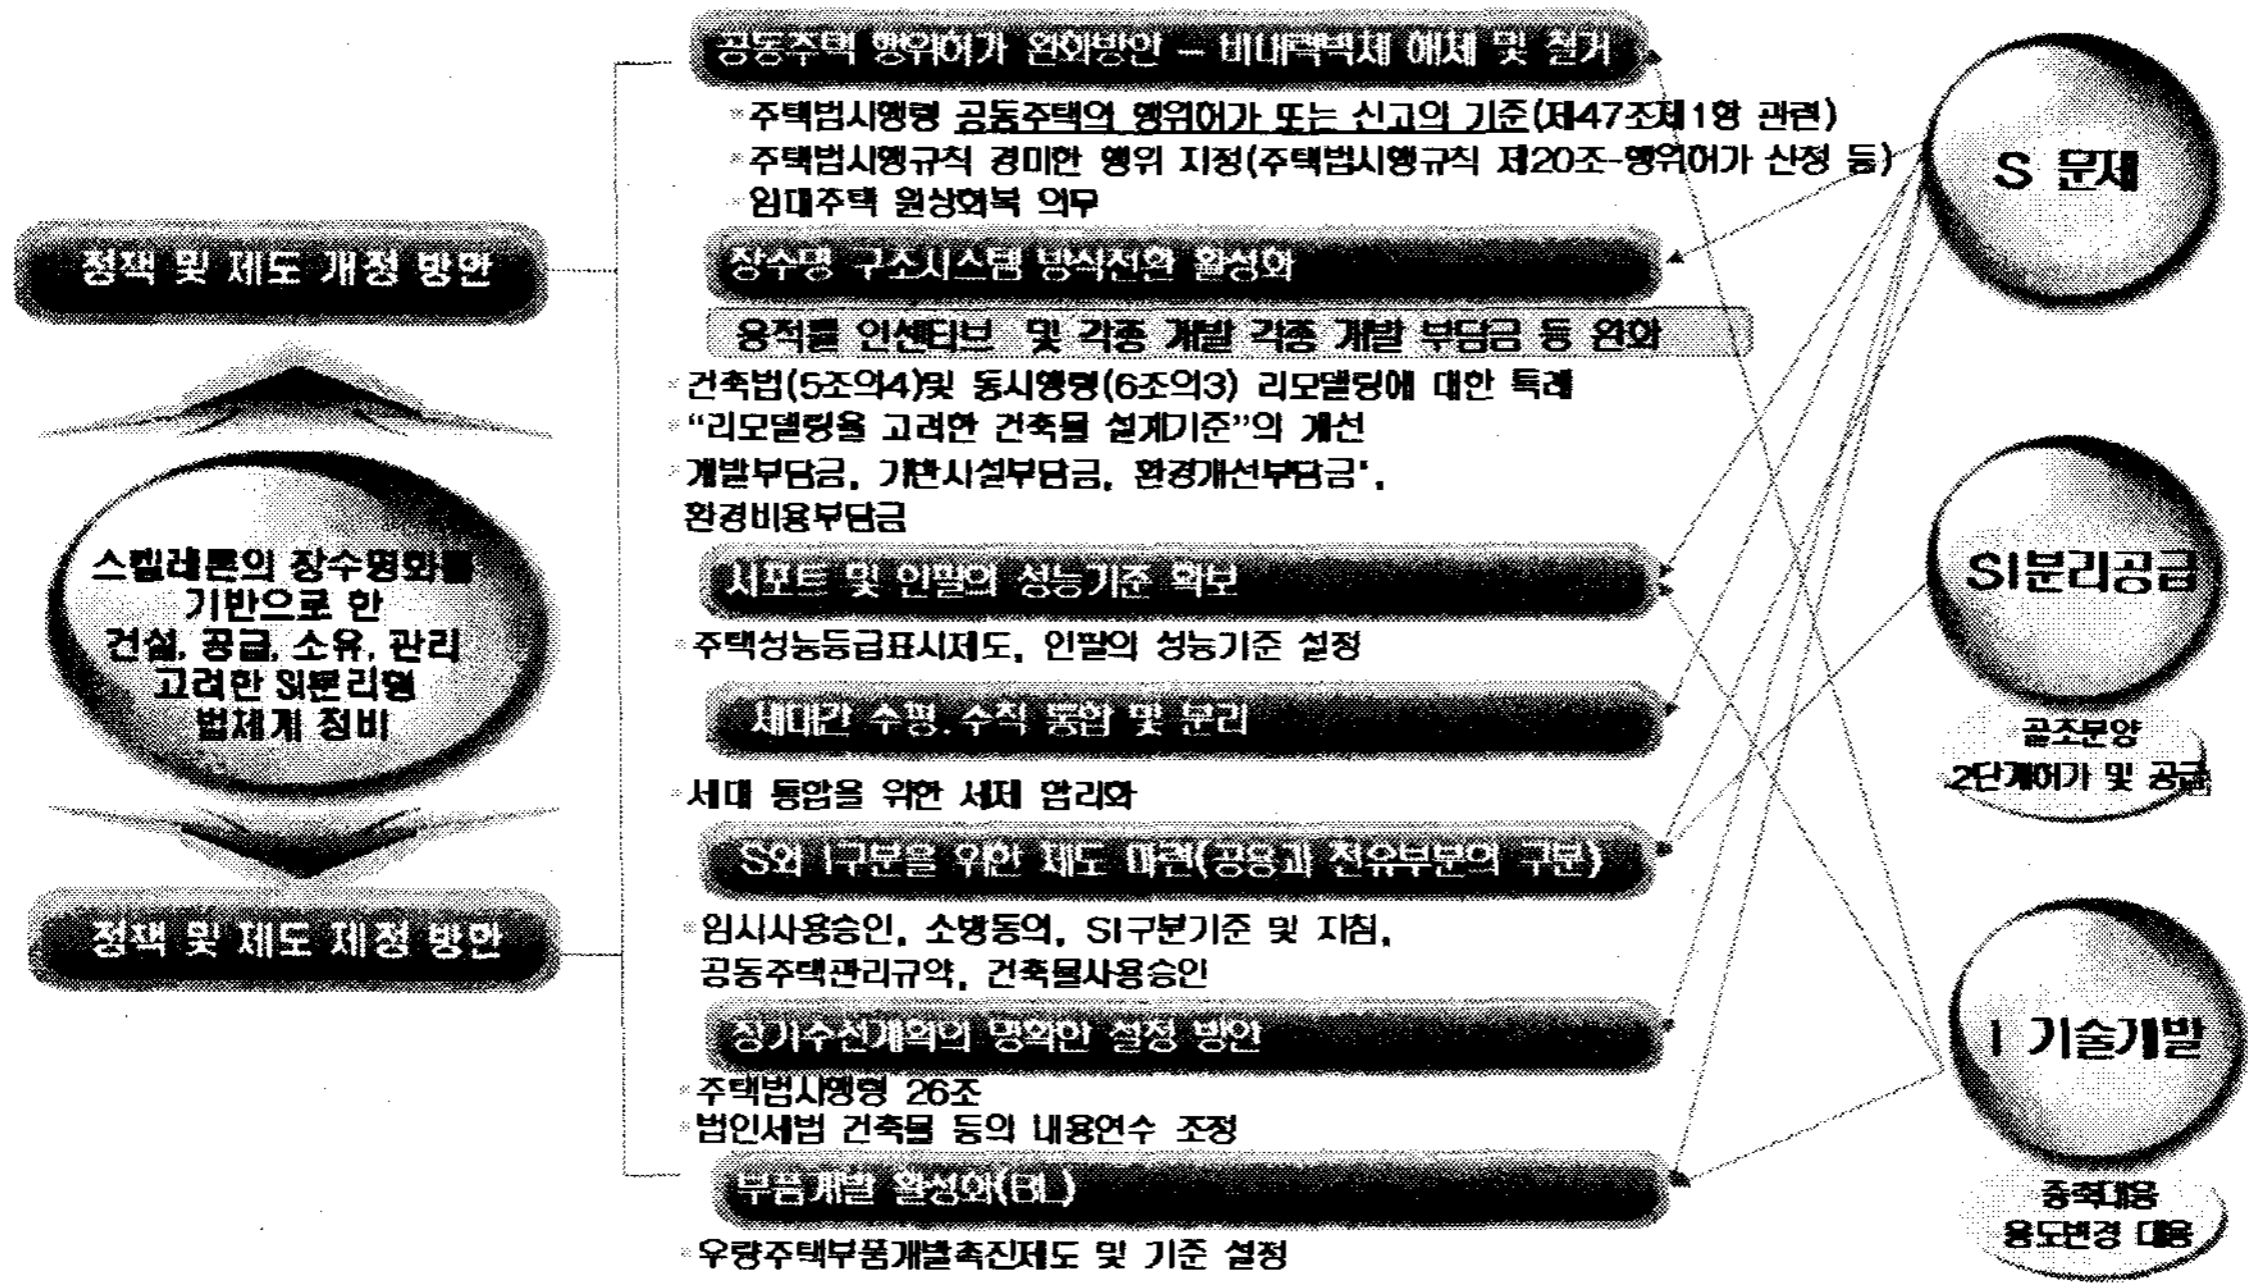 공동주택 행위허가 완화방안 - 비내력벽체 해체 및 철거
주택법시행령 공동주택의 행위허가 또는 신고의 기준(제47조제1항 관련)
주택법시행규칙 경미한 행위 지정(주택법시행규칙 제20조-행위허가 산정 등)
임대주택 원상회복 의무
정책 및 제도 개정 방안
장수명 구조시스템 방식전환 활성화
용적률 인센티브 및 각종 개발 각종 개발 부담금 등 완화
건축법(5조의4)및 동시행령(6조의3) 리모델링에 대한 특례
“리모델링을 고려한 건축물 설계기준”의 개선
개발부담금, 기반시설부담금, 환경개선부담금',
환경비용부담금
스켈레톤의 장수명화를
기반으로 한
건설, 공급, 소유, 관리
고려한 SI분리형
법체계 정비
서포트 및 인필의 성능기준 확보
주택성능등급표시제도, 인필의 성능기준 설정
세대간 수평.수직 통합 및 분리
세대 통합을 위한 세제 합리화
S와 I구분을 위한 제도 마련(공용과 전유부분의 구분)
정책 및 제도 제정 방안
임시사용승인, 소방동의, SI구분기준 및 지침,
공동주택관리규약, 건축물사용승인
장기수선계획의 명확한 설정 방안
주택법시행령 26조
법인세법 건축물 등의 내용연수 조정
부품개발 활성화(BL)
우량주택부품개발촉진제도 및 기준 설정
S 문제
SI분리공급
골조분양
2단계허가 및 공급
I 기술개발
증축대응
용도변경 대응